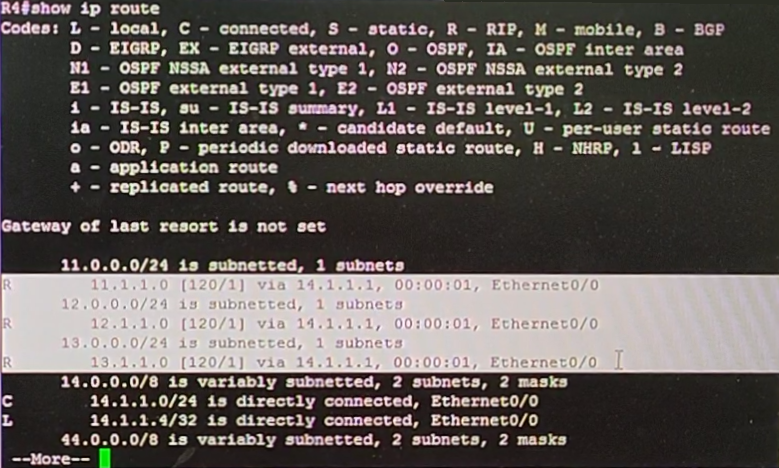 R4#show ip route
Codes: L - local, C - connected, S - static, R - RIP, M - mobile, B - BGP
D - EIGRP, EX - EIGRP external, O - OSPF, IA - OSPF inter area
N1 - OSPF NSSA external type 1, N2 - OSPF NSSA external type 2
E1 - OSPF external type 1, E2 - OSPF external type 2
i - IS-IS, su - IS-IS summary, L1 - IS-IS level-1, L2 - IS-IS level-2
ia - IS-IS inter area, * - candidate default, U - per-user static route
o - ODR, P - periodic downloaded static route, H - NHRP, l - LISP
a - application route
+ - replicated route, % - next hop override
Gateway of last resort is not set
11.0.0.0/24 is subnetted, 1 subnets
R 11.1.1.0 [120/1] via 14.1.1.1, 00:00:01, Ethernet0/0
12.0.0.0/24 is subnetted, 1 subnets
R 12.1.1.0 [120/1] via 14.1.1.1, 00:00:01, Ethernet0/0
13.0.0.0/24 is subnetted, 1 subnets
R 13.1.1.0 [120/1] via 14.1.1.1, 00:00:01, Ethernet0/0
14.0.0.0/8 is variably subnetted, 2 subnets, 2 masks
C 14.1.1.0/24 is directly connected, Ethernet0/0
L 14.1.1.4/32 is directly connected, Ethernet0/0
44.0.0.0/8 is variably subnetted, 2 subnets, 2 masks
--More--